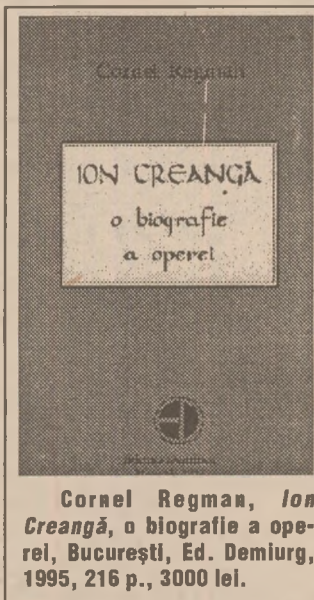 Cornel Regman
ION CREANGĂ
o biografie
a operei
Cornel Regman, Ion
Creangă, o biografie a ope-
rei, București, Ed. Demiurg,
1995, 216 p., 3000 lei.